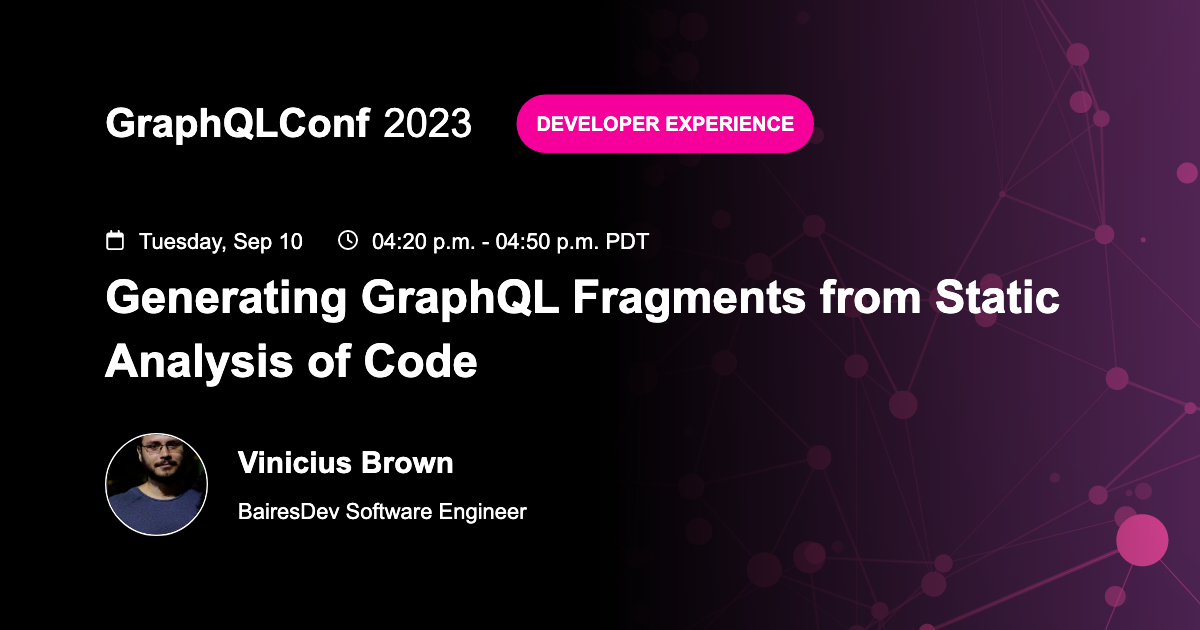 GraphQLConf 2023
DEVELOPER EXPERIENCE
Tuesday, Sep 10 04:20 p.m. - 04:50 p.m. PDT
Generating GraphQL Fragments from Static
Analysis of Code
Vinicius Brown
BairesDev Software Engineer